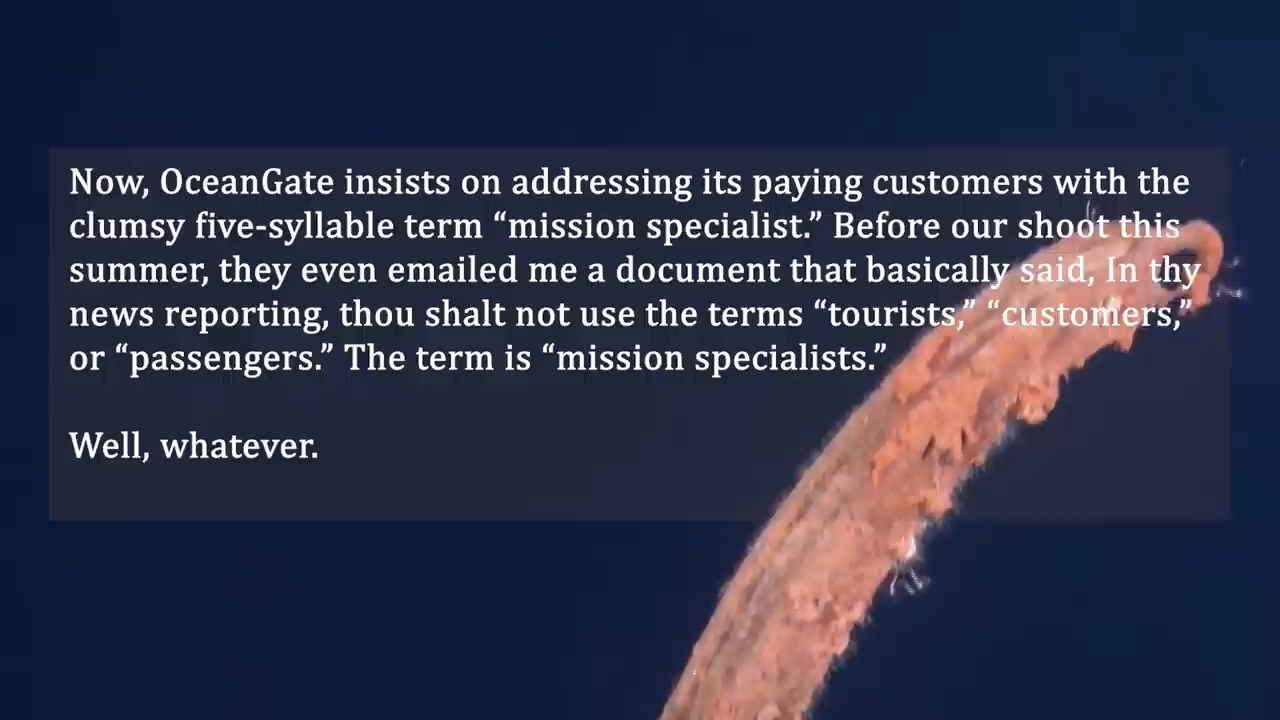 Now, OceanGate insists on addressing its paying customers with the
clumsy five-syllable term “mission specialist.” Before our shoot this
summer, they even emailed me a document that basically said, In thy
news reporting, thou shalt not use the terms “tourists,” “customers,”
or “passengers.” The term is “mission specialists.”
Well, whatever.